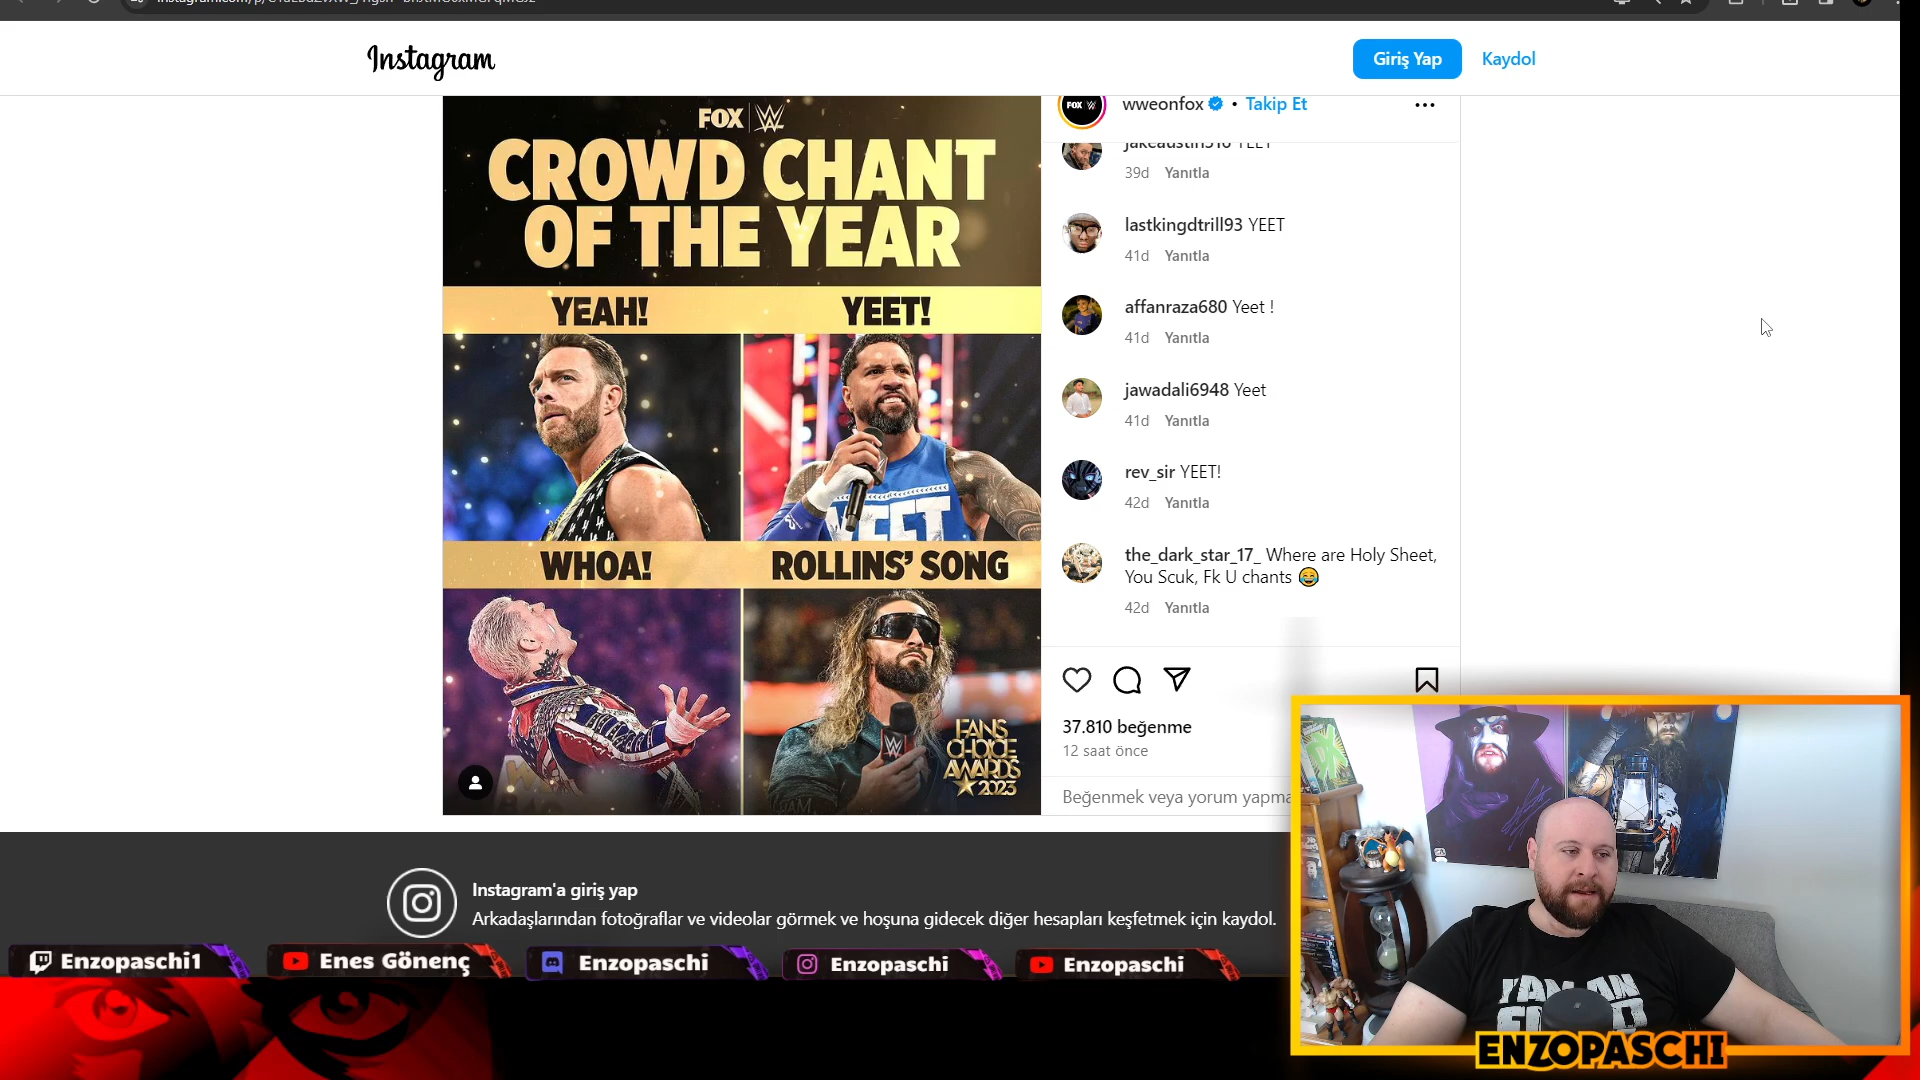 Instagram
Giriş Yap
Kaydol
FOX W
CROWD CHANT
OF THE YEAR
YEAH!
YEET!
WHOA!
ROLLINS' SONG
YEET
FANS
CHOICE
AWARDS
2023
FOX W
wweonfox • Takip Et
jakeaustin316 YEET
39d Yanıtla
lastkingdtrill93 YEET
41d Yanıtla
affanraza680 Yeet !
41d Yanıtla
jawadali6948 Yeet
41d Yanıtla
rev_sir YEET!
42d Yanıtla
the_dark_star_17_ Where are Holy Sheet,
You Scuk, Fk U chants 😂
42d Yanıtla
37.810 beğenme
12 saat önce
Beğenmek veya yorum yapma
Instagram'a giriş yap
Arkadaşlarından fotoğraflar ve videolar görmek ve hoşuna gidecek diğer hesapları keşfetmek için kaydol.
Enzopaschi1
Enes Gönenç
Enzopaschi
Enzopaschi
Enzopaschi
ENZOPASCHI